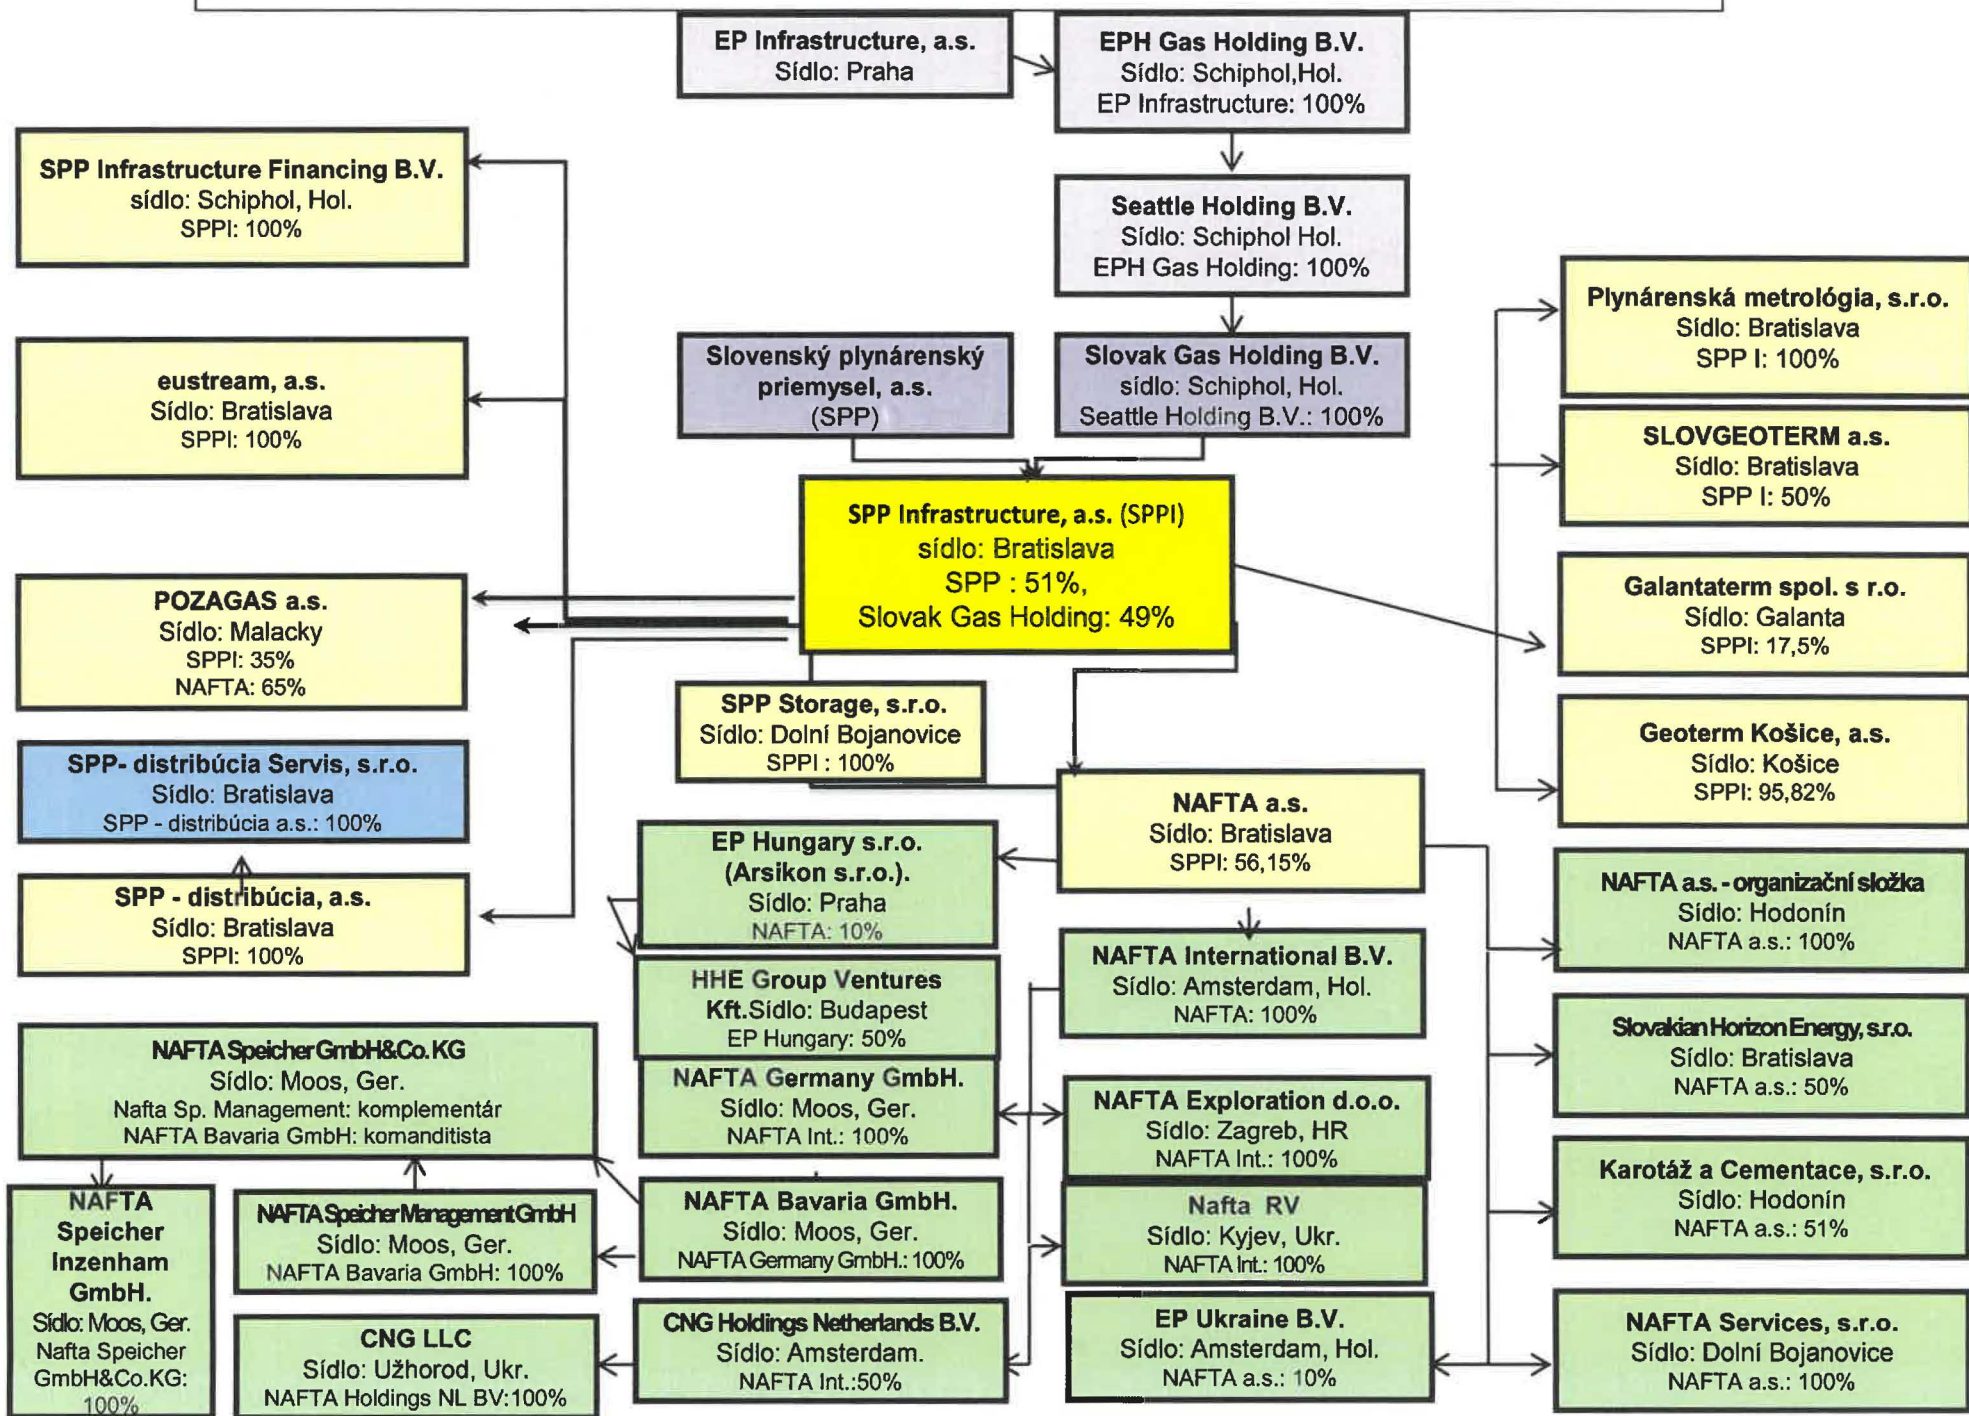 EP Infrastructure, a.s.
Sídlo: Praha
EPH Gas Holding B.V.
Sídlo: Schiphol,Hol.
EP Infrastructure: 100%
SPP Infrastructure Financing B.V.
sídlo: Schiphol, Hol.
SPPI: 100%
Seattle Holding B.V.
Sídlo: Schiphol Hol.
EPH Gas Holding: 100%
Plynárenská metrológia, s.r.o.
Sídlo: Bratislava
SPP I: 100%
eustream, a.s.
Sídlo: Bratislava
SPPI: 100%
Slovenský plynárenský
priemysel, a.s.
(SPP)
Slovak Gas Holding B.V.
sídlo: Schiphol, Hol.
Seattle Holding B.V.: 100%
SLOVGEOTERM a.s.
Sídlo: Bratislava
SPP I: 50%
SPP Infrastructure, a.s. (SPPI)
sídlo: Bratislava
SPP : 51%,
Slovak Gas Holding: 49%
POZAGAS a.s.
Sídlo: Malacky
SPPI: 35%
NAFTA: 65%
Galantaterm spol. s r.o.
Sídlo: Galanta
SPPI: 17,5%
SPP Storage, s.r.o.
Sídlo: Dolní Bojanovice
SPPI : 100%
Geoterm Košice, a.s.
Sídlo: Košice
SPPI: 95,82%
SPP- distribúcia Servis, s.r.o.
Sídlo: Bratislava
SPP - distribúcia a.s.: 100%
NAFTA a.s.
Sídlo: Bratislava
SPPI: 56,15%
EP Hungary s.r.o.
(Arsikon s.r.o.).
Sídlo: Praha
NAFTA: 10%
SPP - distribúcia, a.s.
Sídlo: Bratislava
SPPI: 100%
NAFTA a.s. - organizační složka
Sídlo: Hodonín
NAFTA a.s.: 100%
NAFTA International B.V.
Sídlo: Amsterdam, Hol.
NAFTA: 100%
HHE Group Ventures
Kft.Sídlo: Budapest
EP Hungary: 50%
Slovakian Horizon Energy, s.r.o.
Sídlo: Bratislava
NAFTA a.s.: 50%
NAFTA Speicher GmbH&Co. KG
Sídlo: Moos, Ger.
Nafta Sp. Management: komplementár
NAFTA Bavaria GmbH: komanditista
NAFTA Germany GmbH.
Sídlo: Moos, Ger.
NAFTA Int.: 100%
NAFTA Exploration d.o.o.
Sídlo: Zagreb, HR
NAFTA Int.: 100%
Karotáž a Cementace, s.r.o.
Sídlo: Hodonín
NAFTA a.s.: 51%
NAFTA
Speicher
Inzenham
GmbH.
Sídlo: Moos, Ger.
Nafta Speicher
GmbH&Co.KG:
100%
NAFTA Speicher Management GmbH
Sídlo: Moos, Ger.
NAFTA Bavaria GmbH: 100%
NAFTA Bavaria GmbH.
Sídlo: Moos, Ger.
NAFTA Germany GmbH.: 100%
Nafta RV
Sídlo: Kyjev, Ukr.
NAFTA Int.: 100%
CNG LLC
Sídlo: Užhorod, Ukr.
NAFTA Holdings NL BV:100%
CNG Holdings Netherlands B.V.
Sídlo: Amsterdam.
NAFTA Int.:50%
EP Ukraine B.V.
Sídlo: Amsterdam, Hol.
NAFTA a.s.: 10%
NAFTA Services, s.r.o.
Sídlo: Dolní Bojanovice
NAFTA a.s.: 100%